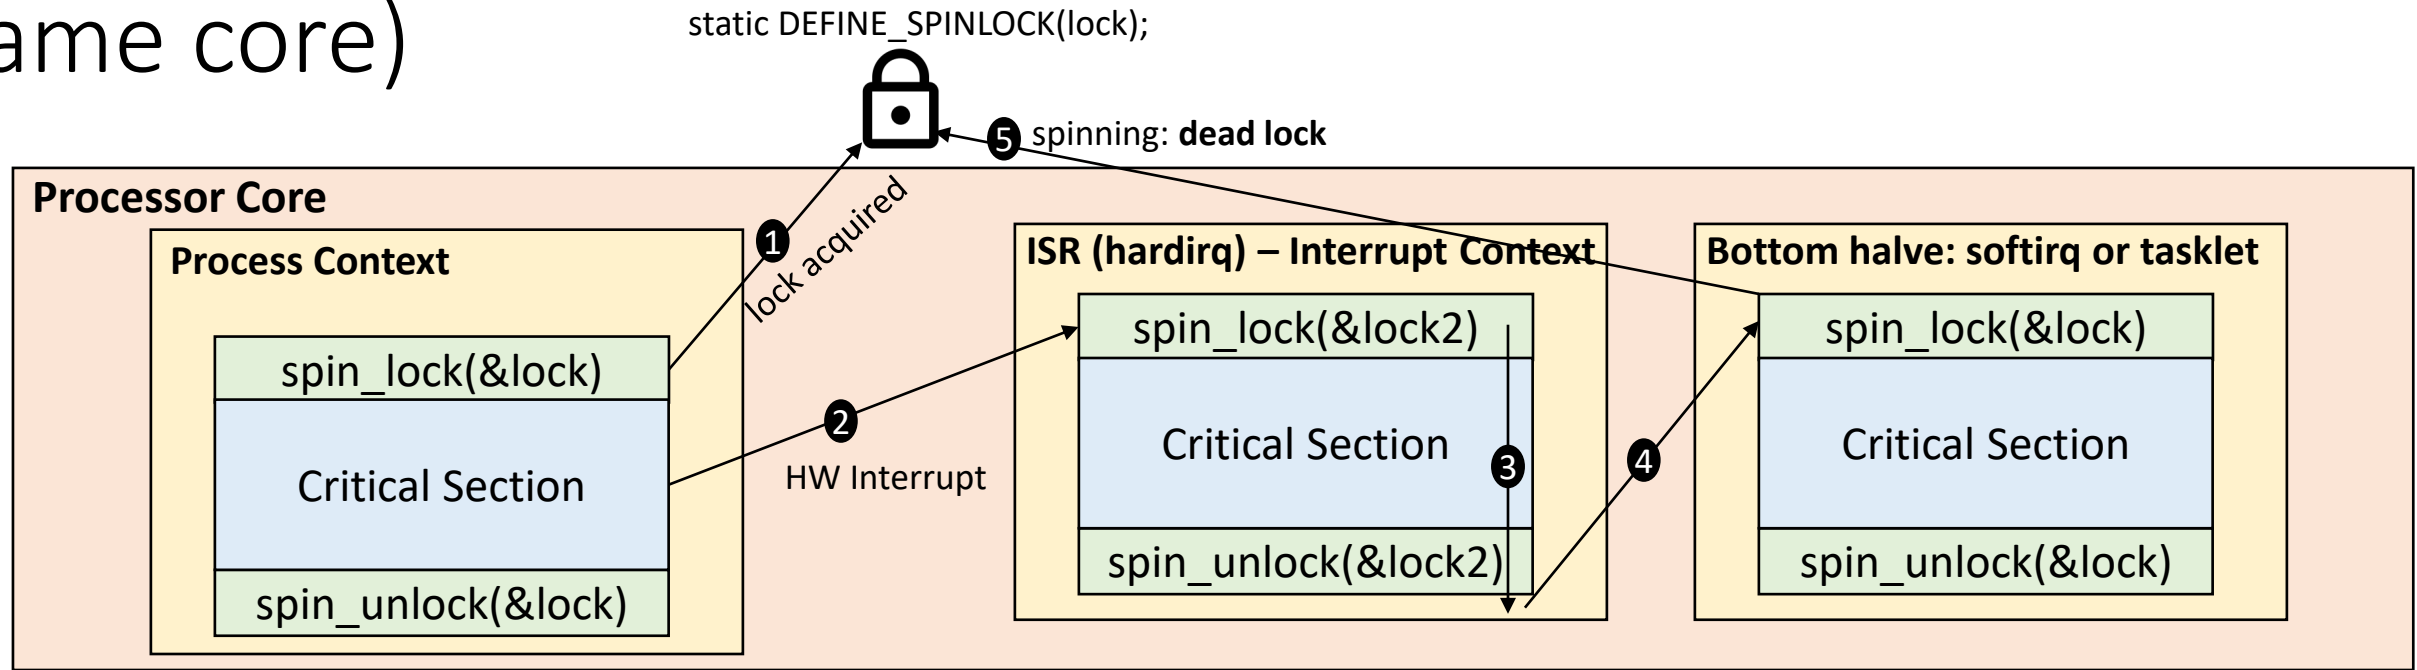 ame core)
static DEFINE_SPINLOCK(lock);
5 spinning: dead lock
Processor Core
Process Context
1
lock acquired
spin_lock(&lock)
Critical Section
spin_unlock(&lock)
2
HW Interrupt
ISR (hardirq) – Interrupt Context
spin_lock(&lock2)
Critical Section
3
spin_unlock(&lock2)
4
Bottom halve: softirq or tasklet
spin_lock(&lock)
Critical Section
spin_unlock(&lock)